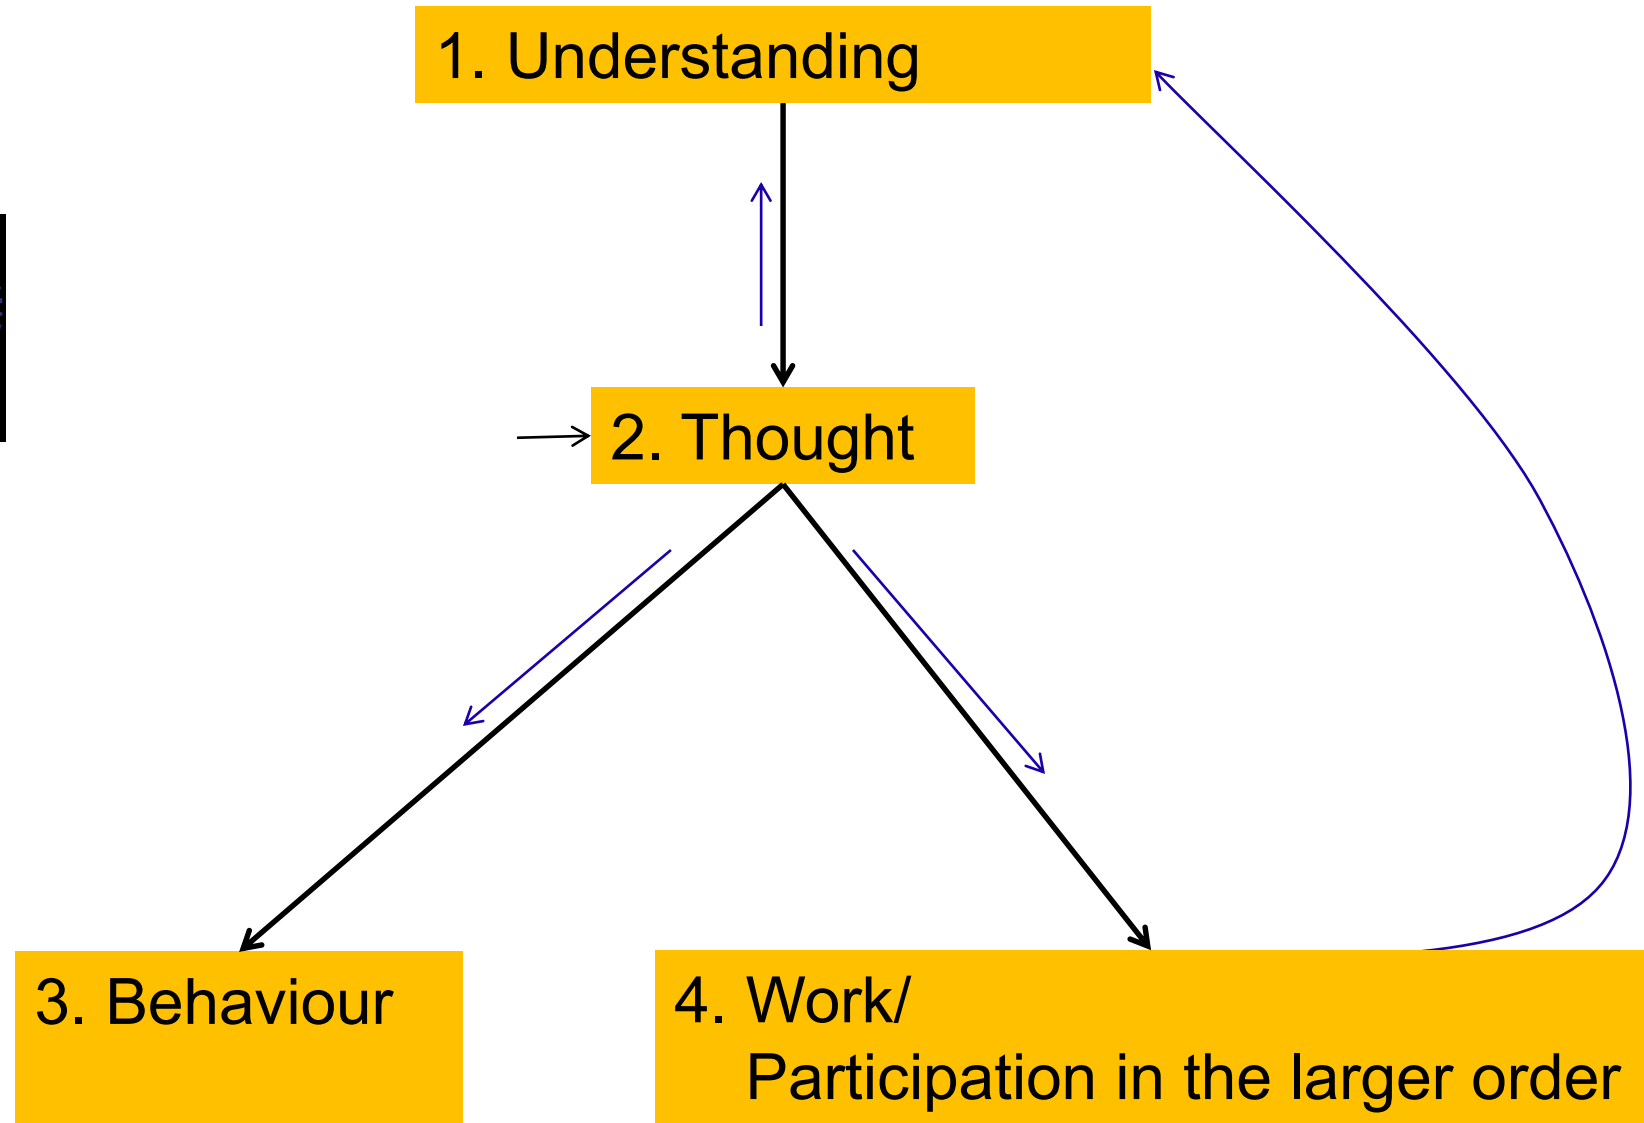 1. Understanding
2. Thought
3. Behaviour
4. Work/
Participation in the larger order